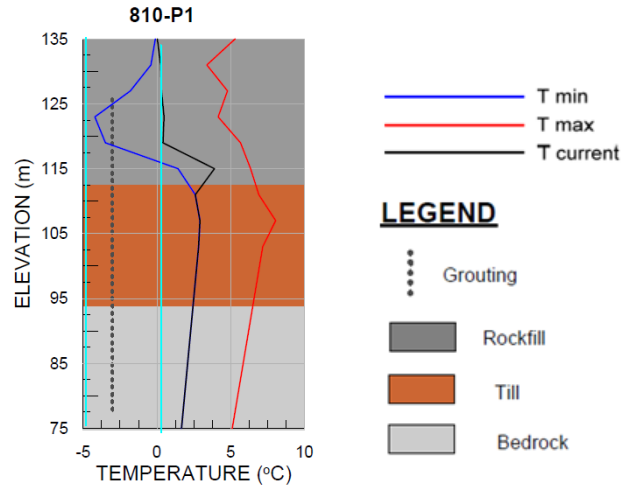 810-P1
135
125
115
105
95
85
75
ELEVATION (m)
-5 0 5 10
TEMPERATURE (ºC)
T min
T max
T current
LEGEND
Grouting
Rockfill
Till
Bedrock